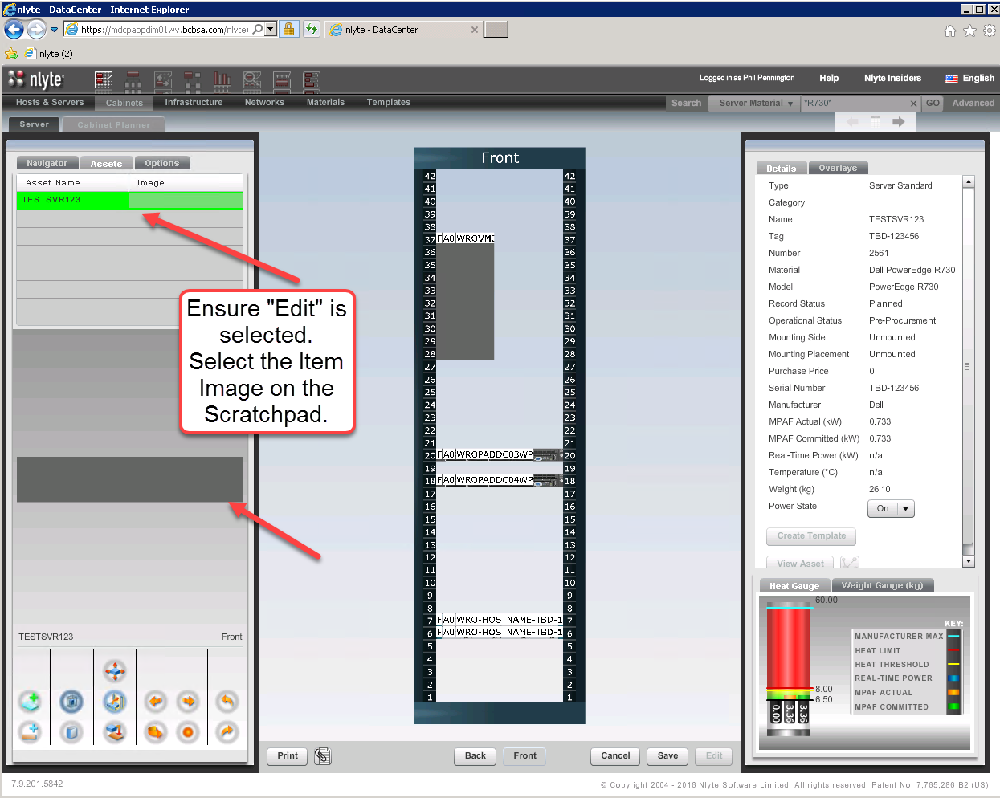 nlyte - DataCenter - Internet Explorer
https://mdcpappdim01wv.bcbsa.com/nlyte/
nlyte - DataCenter
nlyte (2)
nlyte
Logged in as Phil Pennington
Help
Nlyte Insiders
English
Hosts & Servers
Cabinets
Infrastructure
Networks
Materials
Templates
Search
Server Material
*R730*
GO
Advanced
Server
Cabinet Planner
Navigator
Assets
Options
Asset Name
Image
TESTSVR123
Ensure "Edit" is
selected.
Select the Item
Image on the
Scratchpad.
TESTSVR123
Front
Front
42 42
41 41
40 40
39 39
38 38
37 FA0 WROVMS 37
36 36
35 35
34 34
33 33
32 32
31 31
30 30
29 29
28 28
27 27
26 26
25 25
24 24
23 23
22 22
21 21
20 FA0 WROPADDC03WP 20
19 19
18 FA0 WROPADDC04WP 18
17 17
16 16
15 15
14 14
13 13
12 12
11 11
10 10
9 9
8 8
7 FA0 WRO-HOSTNAME-TBD-1 7
6 FA0 WRO-HOSTNAME-TBD-1 6
5 5
4 4
3 3
2 2
1 1
Print
Back
Front
Cancel
Save
Edit
Details
Overlays
Type Server Standard
Category
Name TESTSVR123
Tag TBD-123456
Number 2561
Material Dell PowerEdge R730
Model PowerEdge R730
Record Status Planned
Operational Status Pre-Procurement
Mounting Side Unmounted
Mounting Placement Unmounted
Purchase Price 0
Serial Number TBD-123456
Manufacturer Dell
MPAF Actual (kW) 0.733
MPAF Committed (kW) 0.733
Real-Time Power (kW) n/a
Temperature (°C) n/a
Weight (kg) 26.10
Power State On
Create Template
View Asset
Heat Gauge
Weight Gauge (kg)
60.00
8.00
6.50
0.00
3.36
3.36
KEY:
MANUFACTURER MAX
HEAT LIMIT
HEAT THRESHOLD
REAL-TIME POWER
MPAF ACTUAL
MPAF COMMITTED
7.9.201.5842
© Copyright 2004 - 2016 Nlyte Software Limited. All rights reserved. Patent No. 7,765,286 B2 (US).